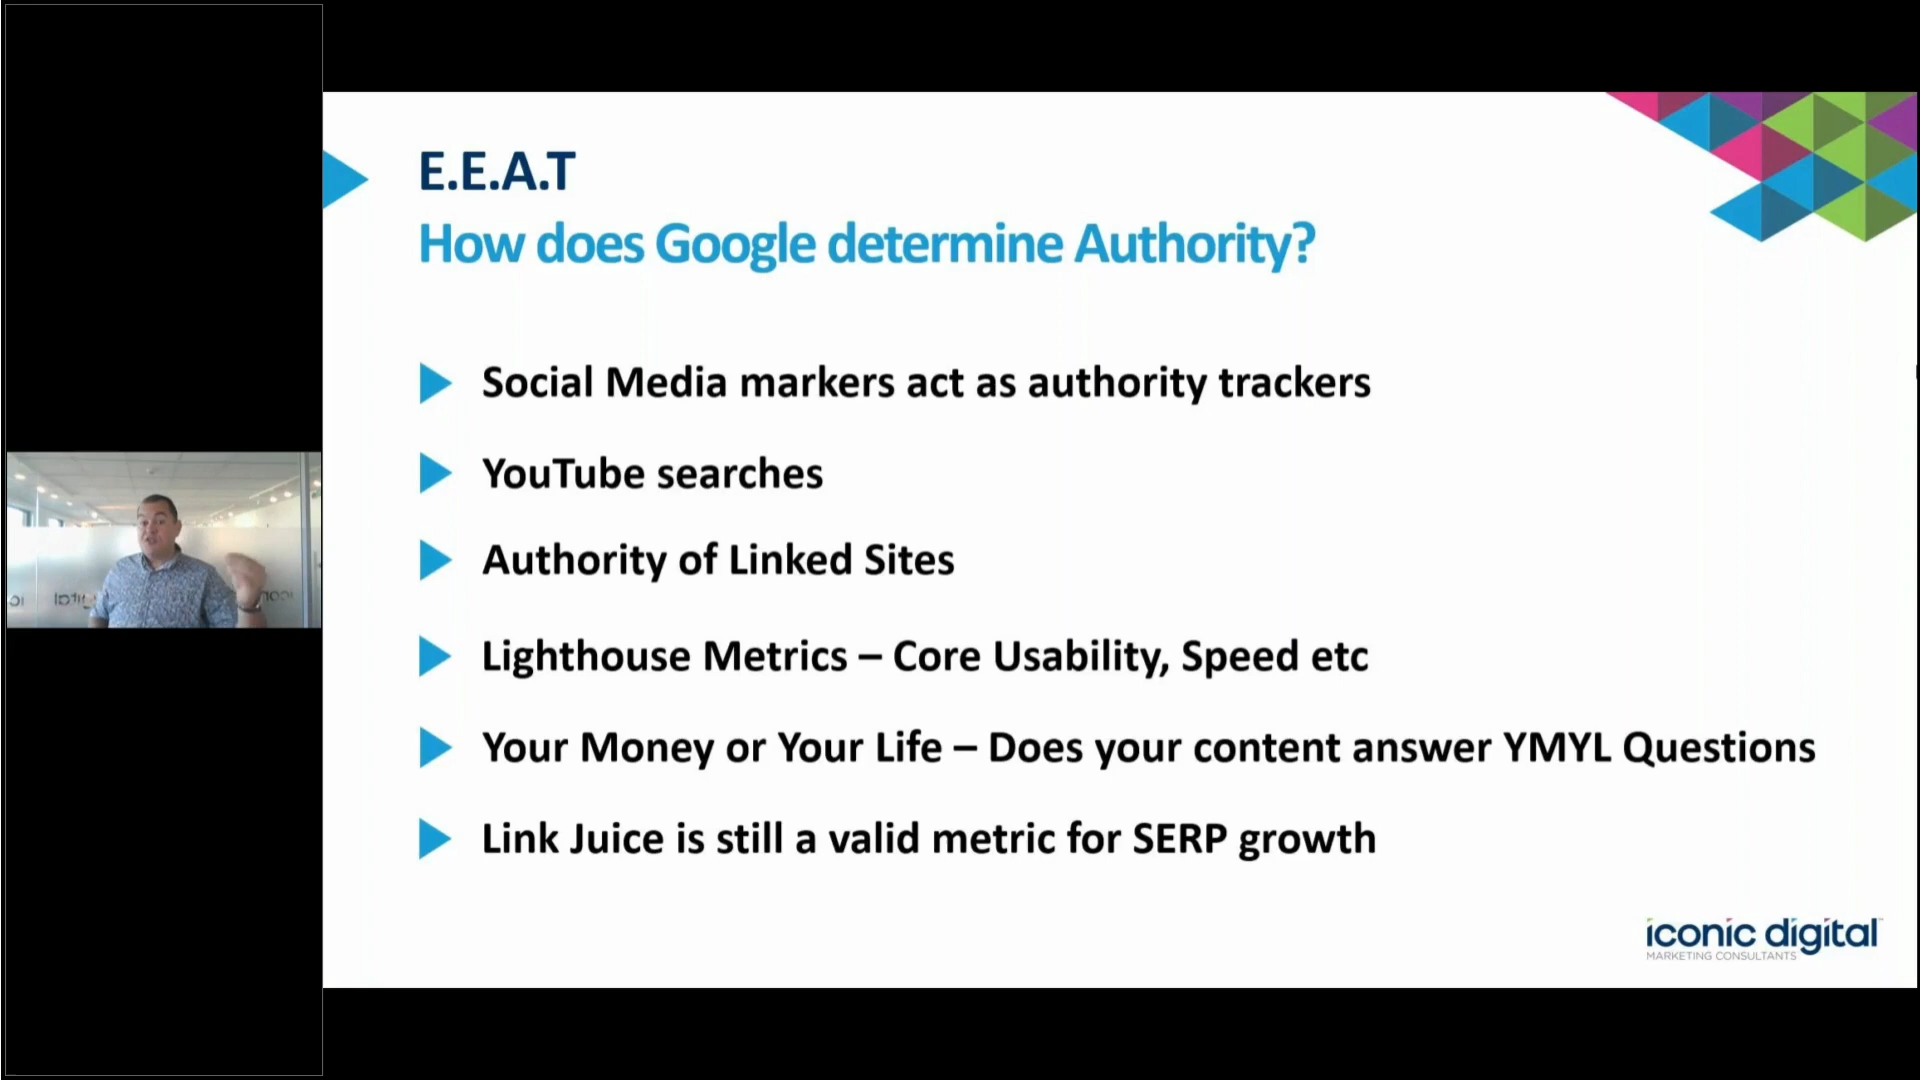 E.E.A.T
How does Google determine Authority?
Social Media markers act as authority trackers
YouTube searches
Authority of Linked Sites
Lighthouse Metrics – Core Usability, Speed etc
Your Money or Your Life – Does your content answer YMYL Questions
Link Juice is still a valid metric for SERP growth
iconic digital
MARKETING CONSULTANTS